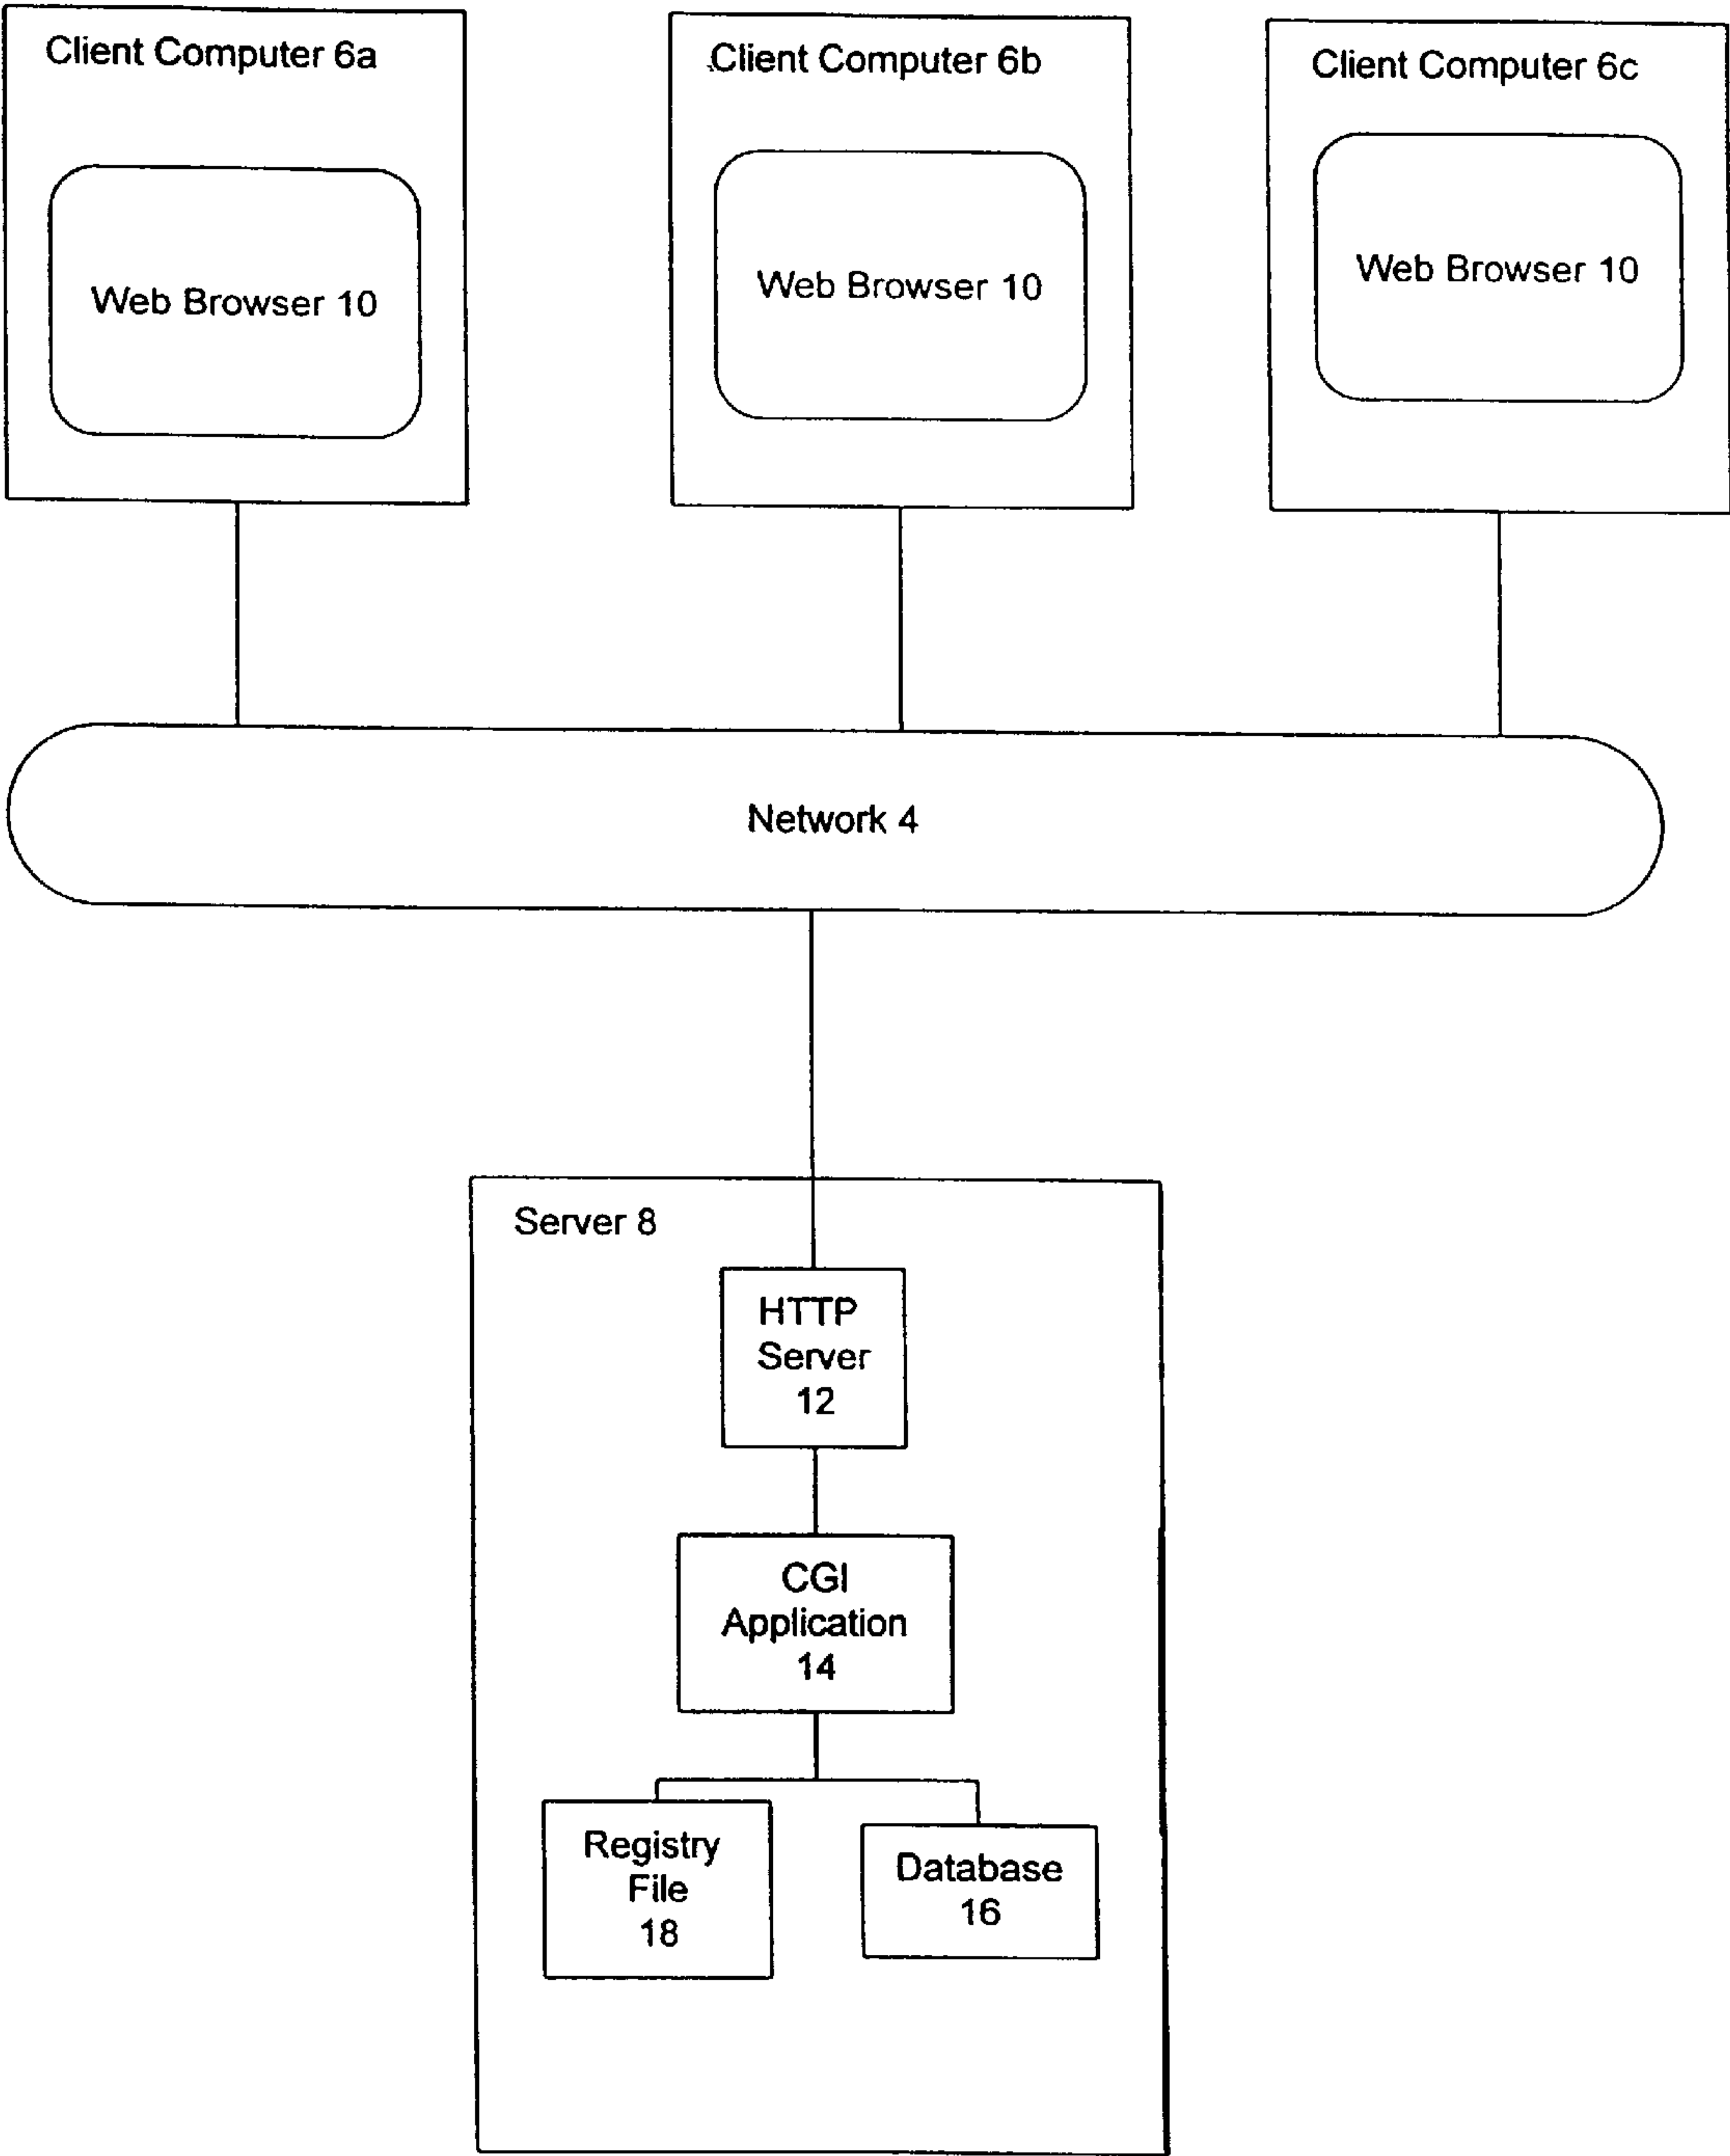 Client Computer 6a
Web Browser 10
Client Computer 6b
Web Browser 10
Client Computer 6c
Web Browser 10
Network 4
Server 8
HTTP
Server
12
CGI
Application
14
Registry
File
18
Database
16